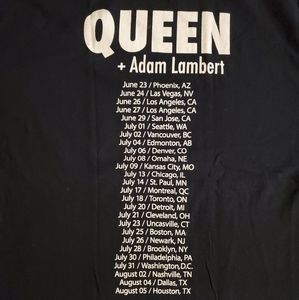 QUEEN
+ Adam Lambert
June 23 / Phoenix, AZ
June 24 / Las Vegas, NV
June 26 / Los Angeles, CA
June 27 / Los Angeles, CA
June 29 / San Jose, CA
July 01 / Seattle, WA
July 02 / Vancouver, BC
July 04 / Edmonton, AB
July 06 / Denver, CO
July 08 / Omaha, NE
July 09 / Kansas City, MO
July 13 / Chicago, IL
July 14 / St. Paul, MN
July 17 / Montreal, QC
July 18 / Toronto, ON
July 20 / Detroit, MI
July 21 / Cleveland, OH
July 23 / Uncasville, CT
July 25 / Boston, MA
July 26 / Newark, NJ
July 28 / Brooklyn, NY
July 30 / Philadelphia, PA
July 31 / Washington,D.C.
August 02 / Nashville, TN
August 04 / Dallas, TX
August 05 / Houston, TX